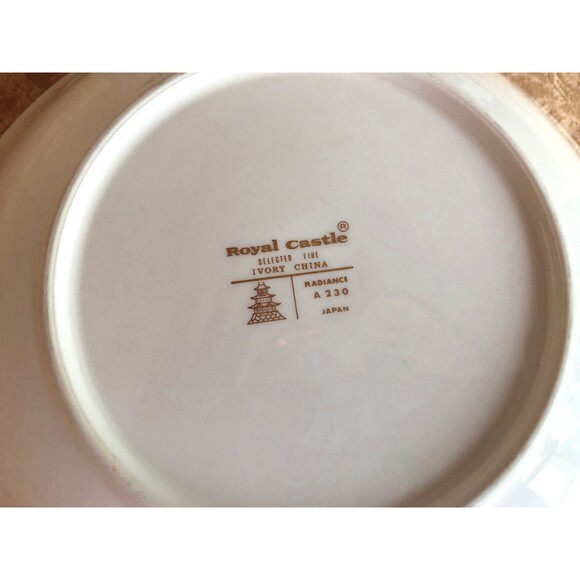 Royal Castle®
SELECTED FINE
IVORY CHINA
RADIANCE
A 230
JAPAN